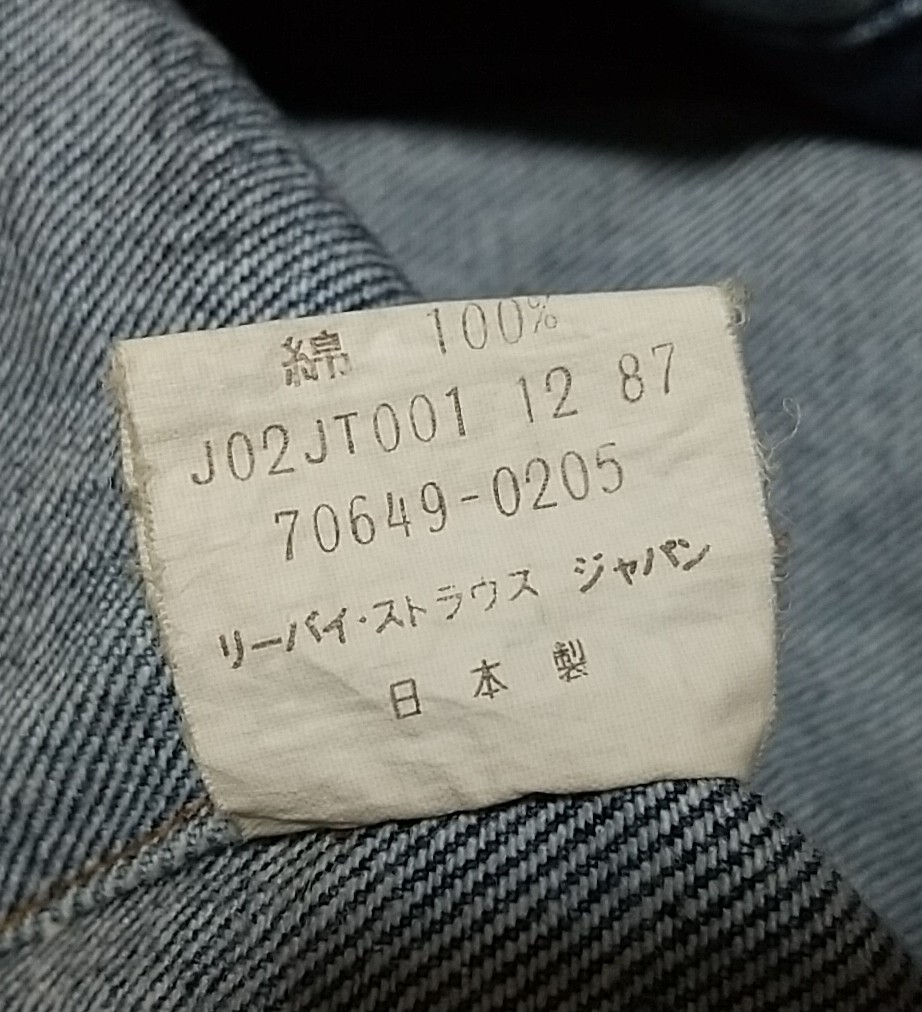 綿 100%
J02JT001 12 87
70649-0205
リーバイ・ストラウス ジャパン
日本製